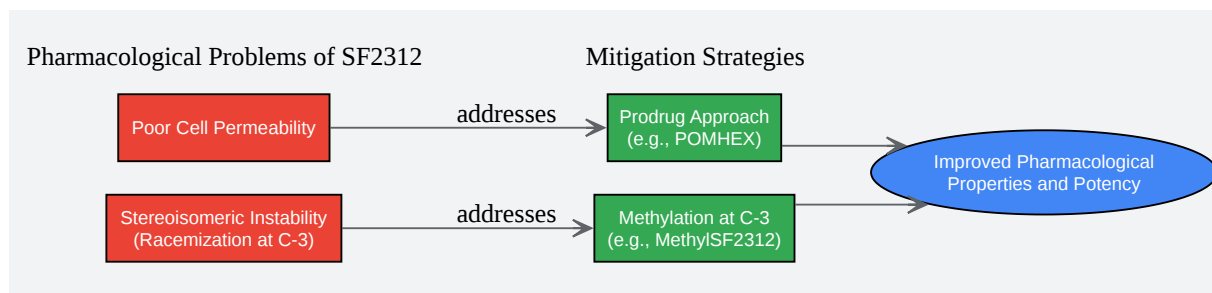 Pharmacological Problems of SF2312
Mitigation Strategies
Poor Cell Permeability
addresses
Prodrug Approach
(e.g., POMHEX)
Improved Pharmacological
Properties and Potency
Stereoisomeric Instability
(Racemization at C-3)
addresses
Methylation at C-3
(e.g., MethylSF2312)